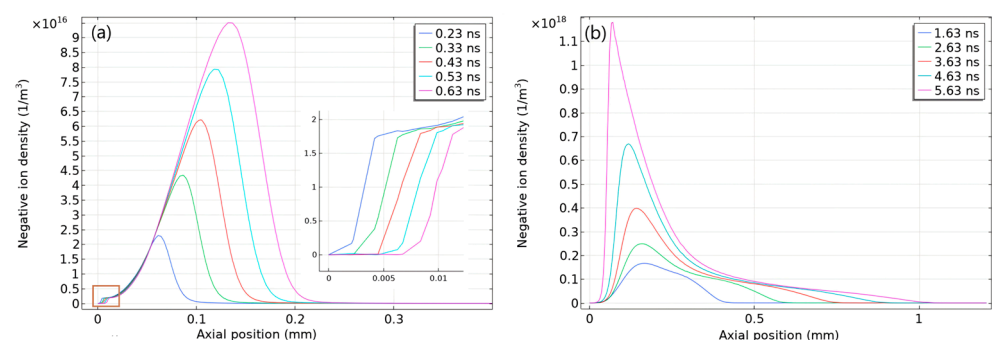 ×10¹⁶
(a)
9.5
9
8.5
8
7.5
7
6.5
6
5.5
5
4.5
4
3.5
3
2.5
2
1.5
1
0.5
0
Negative ion density (1/m³)
0 0.1 0.2 0.3
Axial position (mm)
0.23 ns
0.33 ns
0.43 ns
0.53 ns
0.63 ns
2
1.5
1
0.5
0
0 0.005 0.01
×10¹⁸
(b)
1.1
1
0.9
0.8
0.7
0.6
0.5
0.4
0.3
0.2
0.1
0
Negative ion density (1/m³)
0 0.5 1
Axial position (mm)
1.63 ns
2.63 ns
3.63 ns
4.63 ns
5.63 ns